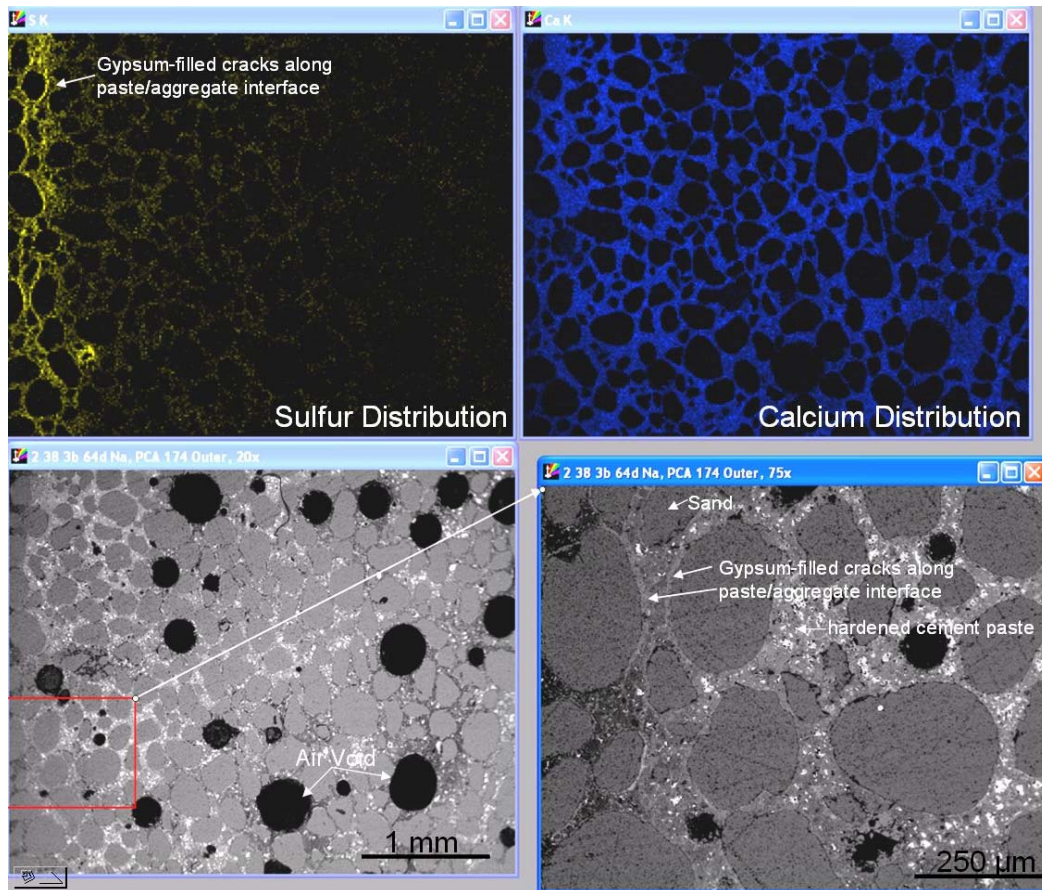 S K
Gypsum-filled cracks along
paste/aggregate interface
Sulfur Distribution
Ca K
Calcium Distribution
2 38 3b 64d Na, PCA 174 Outer, 20x
Air Void
1 mm
2 38 3b 64d Na, PCA 174 Outer, 75x
Sand
Gypsum-filled cracks along
paste/aggregate interface
hardened cement paste
250 µm